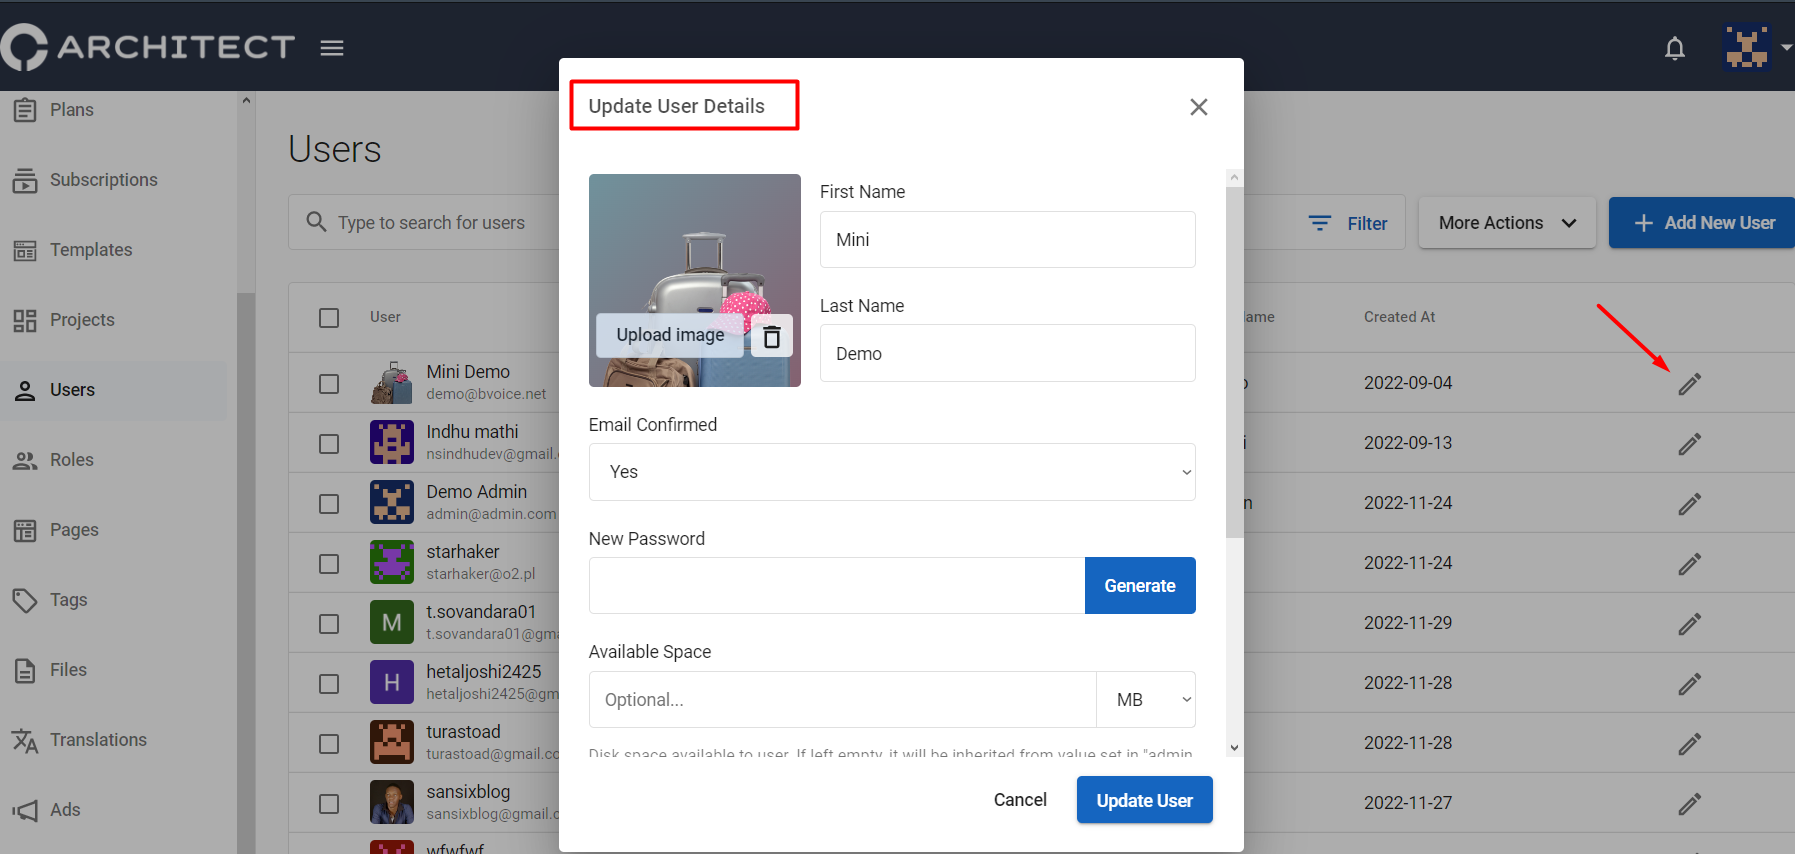 ARCHITECT
Plans
Subscriptions
Templates
Projects
Users
Roles
Pages
Tags
Files
Translations
Ads
Users
Type to search for users
Filter
More Actions
Add New User
User
Created At
Mini Demo
demo@bvoice.net
2022-09-04
Indhu mathi
nsindhudev@gmail.
2022-09-13
Demo Admin
admin@admin.com
2022-11-24
starhaker
starhaker@o2.pl
2022-11-24
M
t.sovandara01
t.sovandara01@gma
2022-11-29
H
hetaljoshi2425
hetaljoshi2425@gm
2022-11-28
turastoad
turastoad@gmail.co
2022-11-28
sansixblog
sansixblog@gmail.c
2022-11-27
wfwfwf
Update User Details
Upload image
First Name
Mini
Last Name
Demo
Email Confirmed
Yes
New Password
Generate
Available Space
Optional...
MB
Disk space available to user. If left empty, it will be inherited from value set in "admin
Cancel
Update User